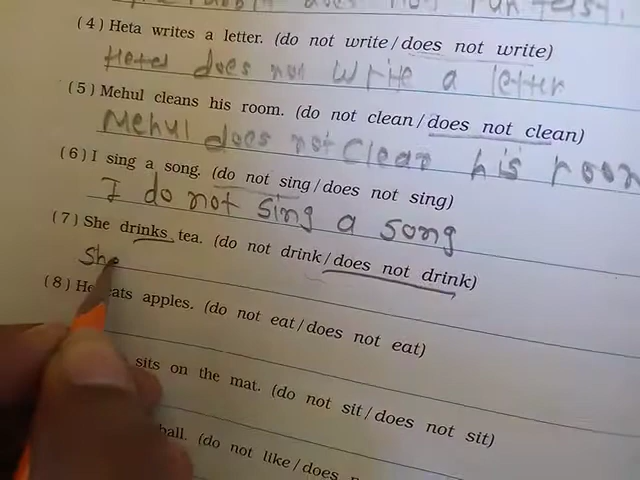 (4) Heta writes a letter. (do not write/does not write)
Heta does not write a letter
(5) Mehul cleans his room. (do not clean/does not clean)
Mehul does not clean his room
(6) I sing a song. (do not sing/does not sing)
I do not sing a song
(7) She drinks tea. (do not drink/does not drink)
She
(8) He eats apples. (do not eat/does not eat)
sits on the mat. (do not sit/does not sit)
ball. (do not like/does